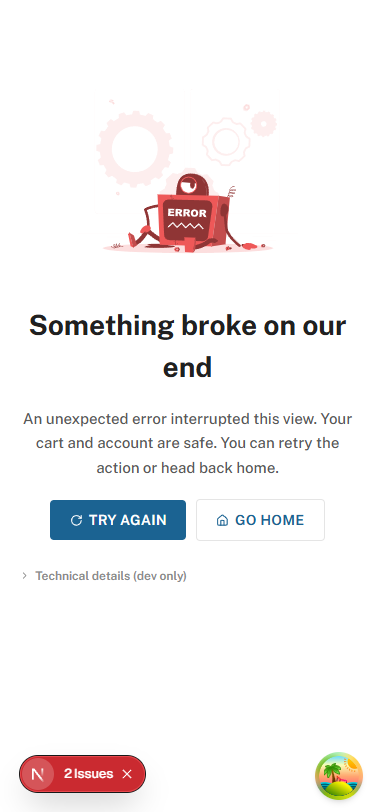 ERROR
Something broke on our
end
An unexpected error interrupted this view. Your
cart and account are safe. You can retry the
action or head back home.
TRY AGAIN
GO HOME
Technical details (dev only)
N
2 Issues